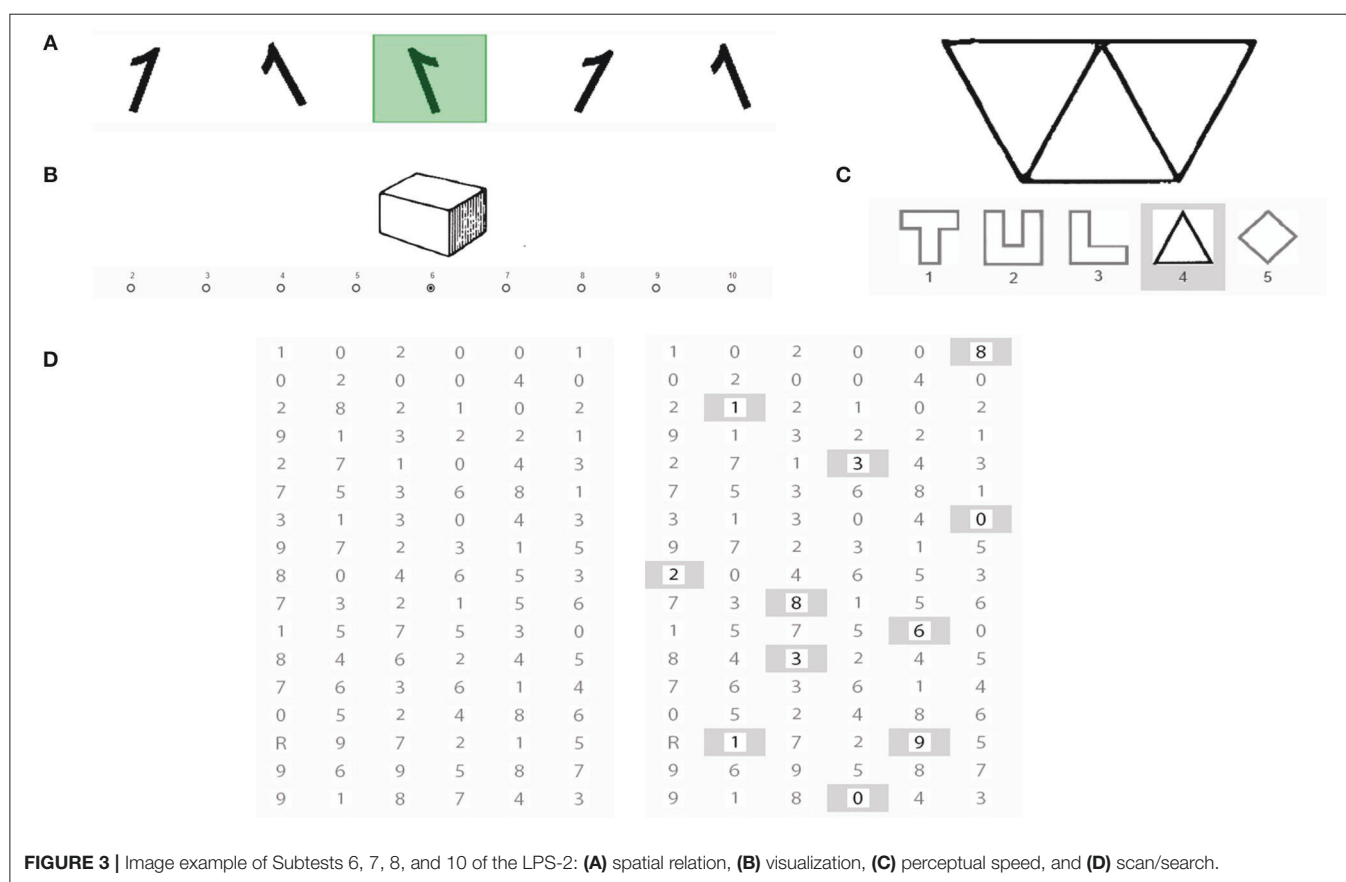 A
1 1 1 1 1
B
2 3 4 5 6 7 8 9 10
C
1 2 3 4 5
D
1 0 2 0 0 1 1 0 2 0 0 8
0 2 0 0 4 0 0 2 0 0 4 0
2 8 2 1 0 2 2 1 2 1 0 2
9 1 3 2 2 1 9 1 3 2 2 1
2 7 1 0 4 3 2 7 1 3 4 3
7 5 3 6 8 1 7 5 3 6 8 1
3 1 3 0 4 3 3 1 3 0 4 0
9 7 2 3 1 5 9 7 2 3 1 5
8 0 4 6 5 3 2 0 4 6 5 3
7 3 2 1 5 6 7 3 8 1 5 6
1 5 7 5 3 0 1 5 7 5 6 0
8 4 6 2 4 5 8 4 3 2 4 5
7 6 3 6 1 4 7 6 3 6 1 4
0 5 2 4 8 6 0 5 2 4 8 6
R 9 7 2 1 5 R 1 7 2 9 5
9 6 9 5 8 7 9 6 9 5 8 7
9 1 8 7 4 3 9 1 8 0 4 3
FIGURE 3 | Image example of Subtests 6, 7, 8, and 10 of the LPS-2: (A) spatial relation, (B) visualization, (C) perceptual speed, and (D) scan/search.